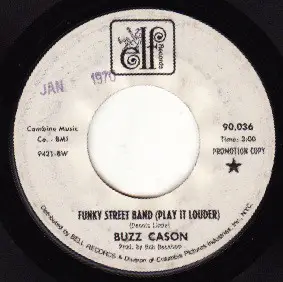 elf
Records
JAN 1970
Combine Music
Co. - BMI
9421-BW
90,036
Time: 3:00
PROMOTION COPY
FUNKY STREET BAND (PLAY IT LOUDER)
(Dennis Linde)
BUZZ CASON
Prod. by Bob
Distributed by BELL RECORDS A Division of Columbia Pictures Industries, Inc., NYC.